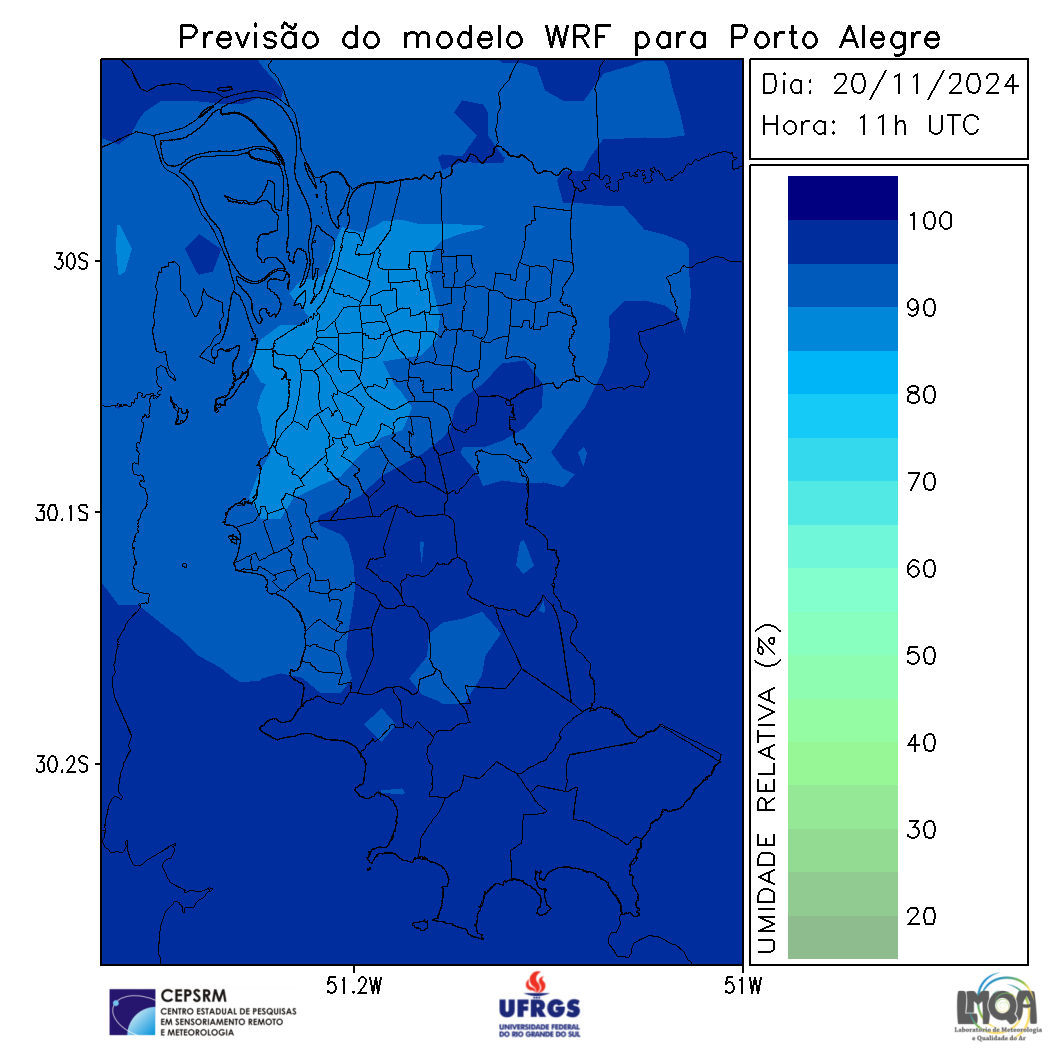 Previsão do modelo WRF para Porto Alegre
Dia: 20/11/2024
Hora: 11h UTC
30S
30.1S
30.2S
51.2W
51W
UMIDADE RELATIVA (%)
100
90
80
70
60
50
40
30
20
CEPSRM
CENTRO ESTADUAL DE PESQUISAS
EM SENSORIAMENTO REMOTO
E METEOROLOGIA
UFRGS
UNIVERSIDADE FEDERAL
DO RIO GRANDE DO SUL
LMQA
Laboratório de Meteorologia
e Qualidade do Ar